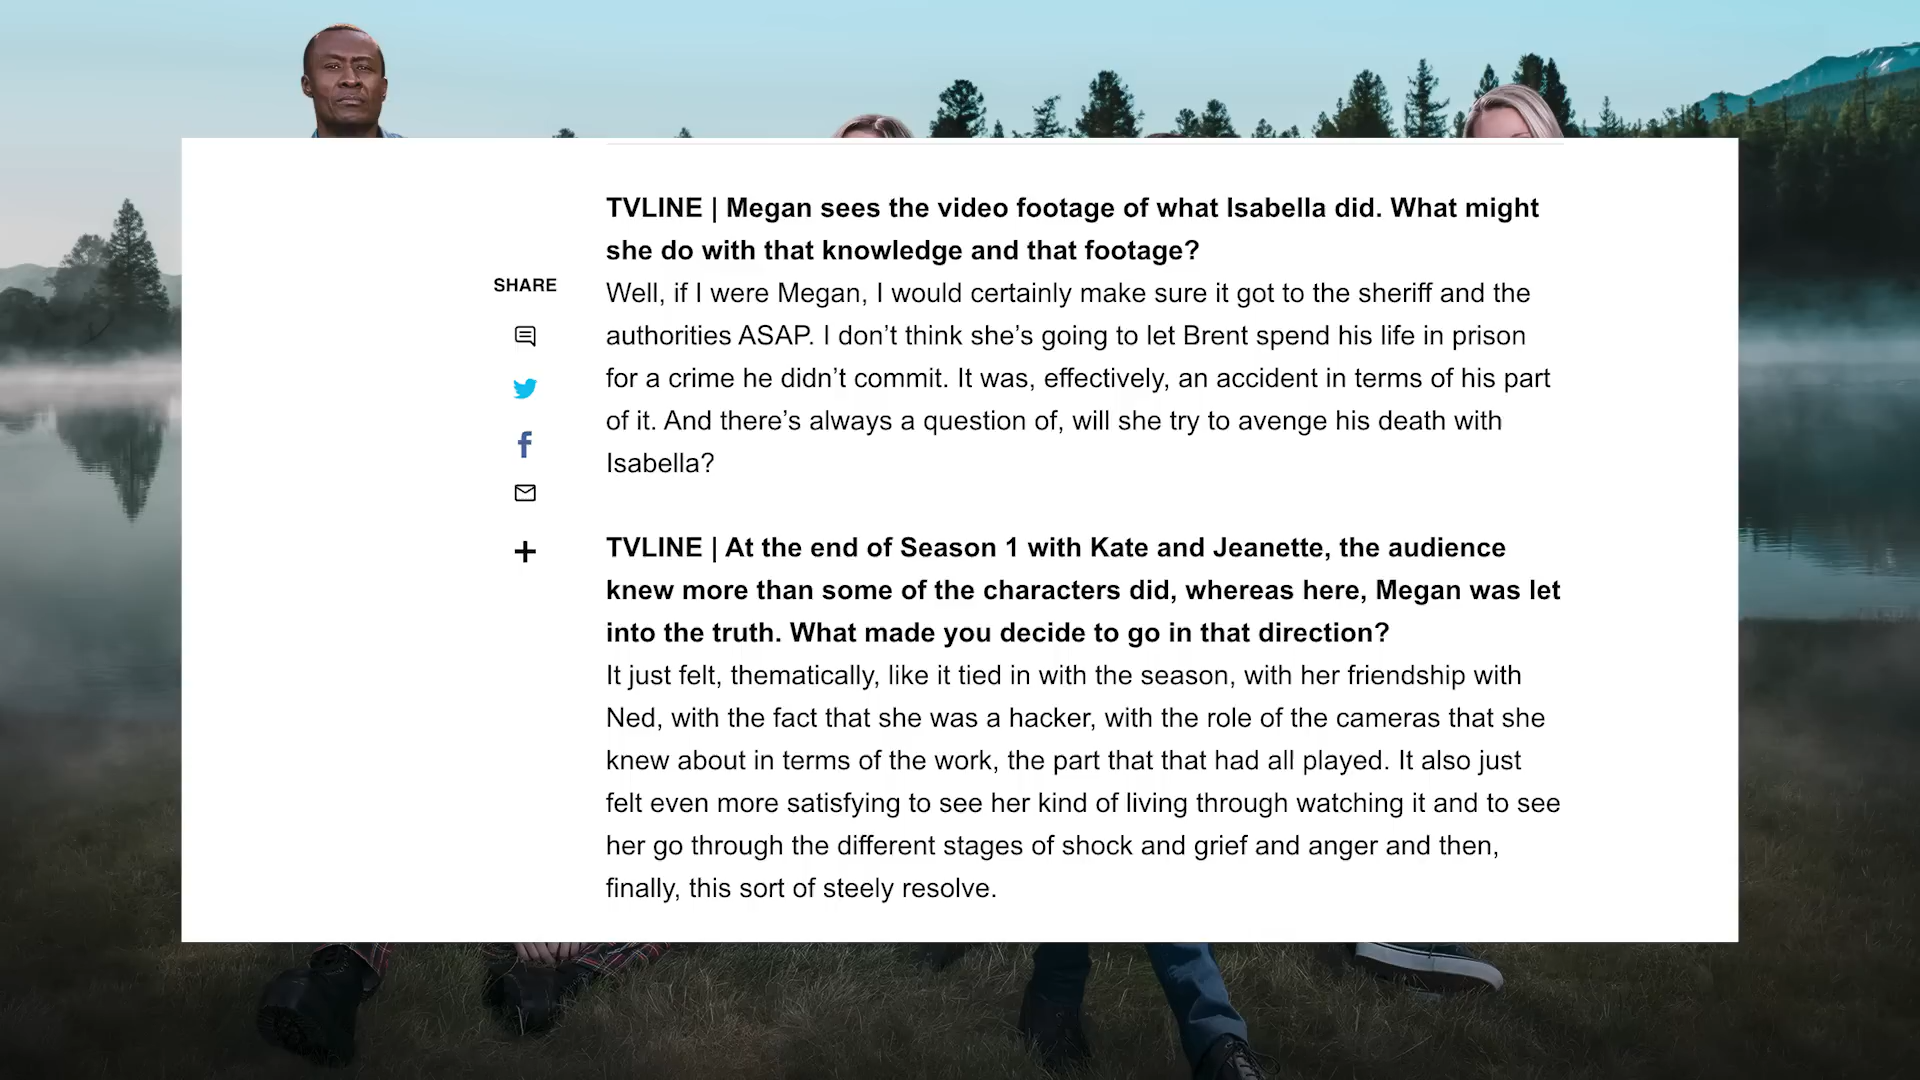 TVLINE | Megan sees the video footage of what Isabella did. What might
she do with that knowledge and that footage?
SHARE
Well, if I were Megan, I would certainly make sure it got to the sheriff and the
authorities ASAP. I don’t think she’s going to let Brent spend his life in prison
for a crime he didn’t commit. It was, effectively, an accident in terms of his part
of it. And there’s always a question of, will she try to avenge his death with
Isabella?
TVLINE | At the end of Season 1 with Kate and Jeanette, the audience
knew more than some of the characters did, whereas here, Megan was let
into the truth. What made you decide to go in that direction?
It just felt, thematically, like it tied in with the season, with her friendship with
Ned, with the fact that she was a hacker, with the role of the cameras that she
knew about in terms of the work, the part that that had all played. It also just
felt even more satisfying to see her kind of living through watching it and to see
her go through the different stages of shock and grief and anger and then,
finally, this sort of steely resolve.